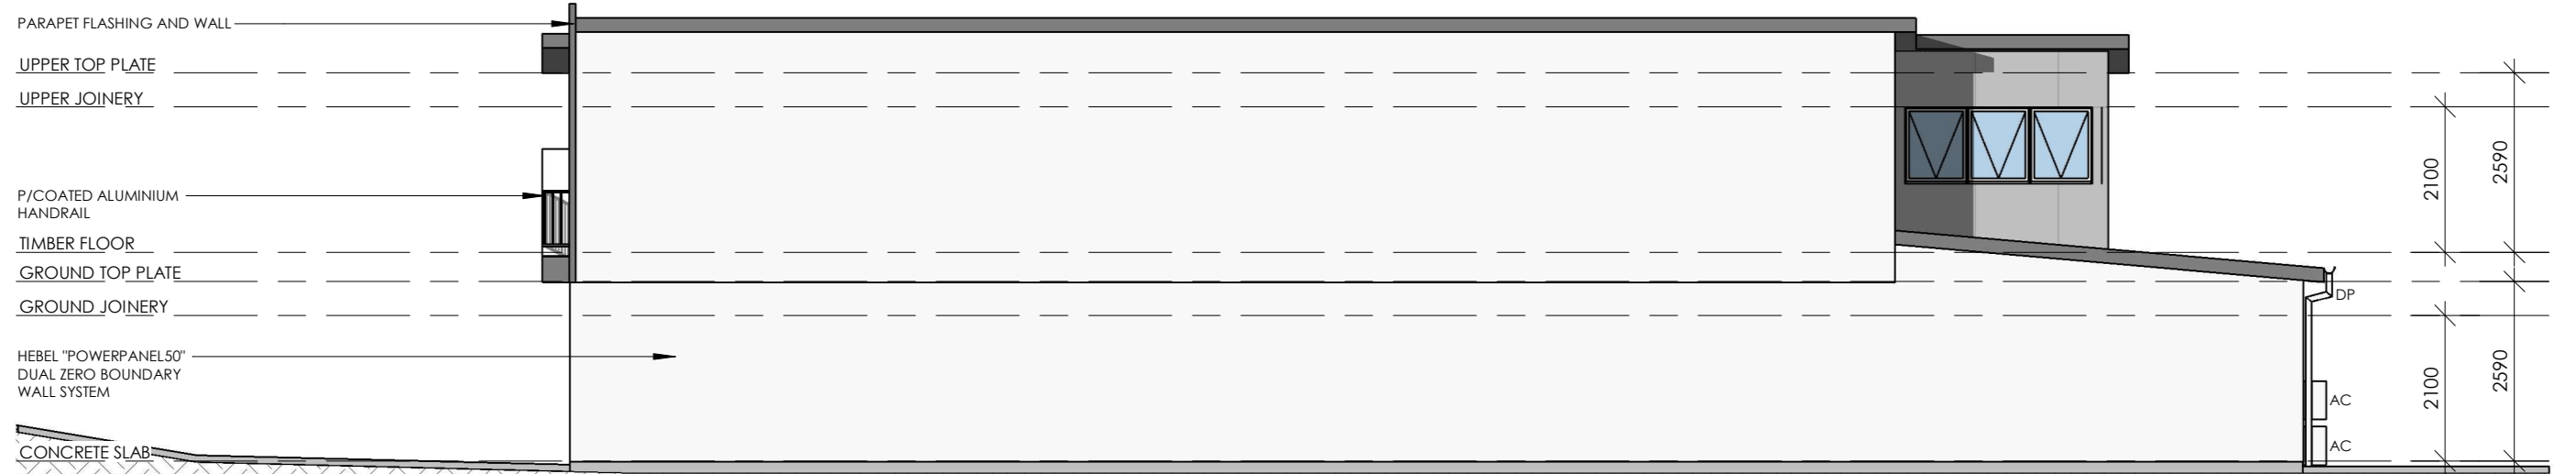 PARAPET FLASHING AND WALL
UPPER TOP PLATE
UPPER JOINERY
P/COATED ALUMINIUM
HANDRAIL
TIMBER FLOOR
GROUND TOP PLATE
GROUND JOINERY
HEBEL "POWERPANEL50"
DUAL ZERO BOUNDARY
WALL SYSTEM
CONCRETE SLAB
2100
2590
DP
2100
2590
AC
AC